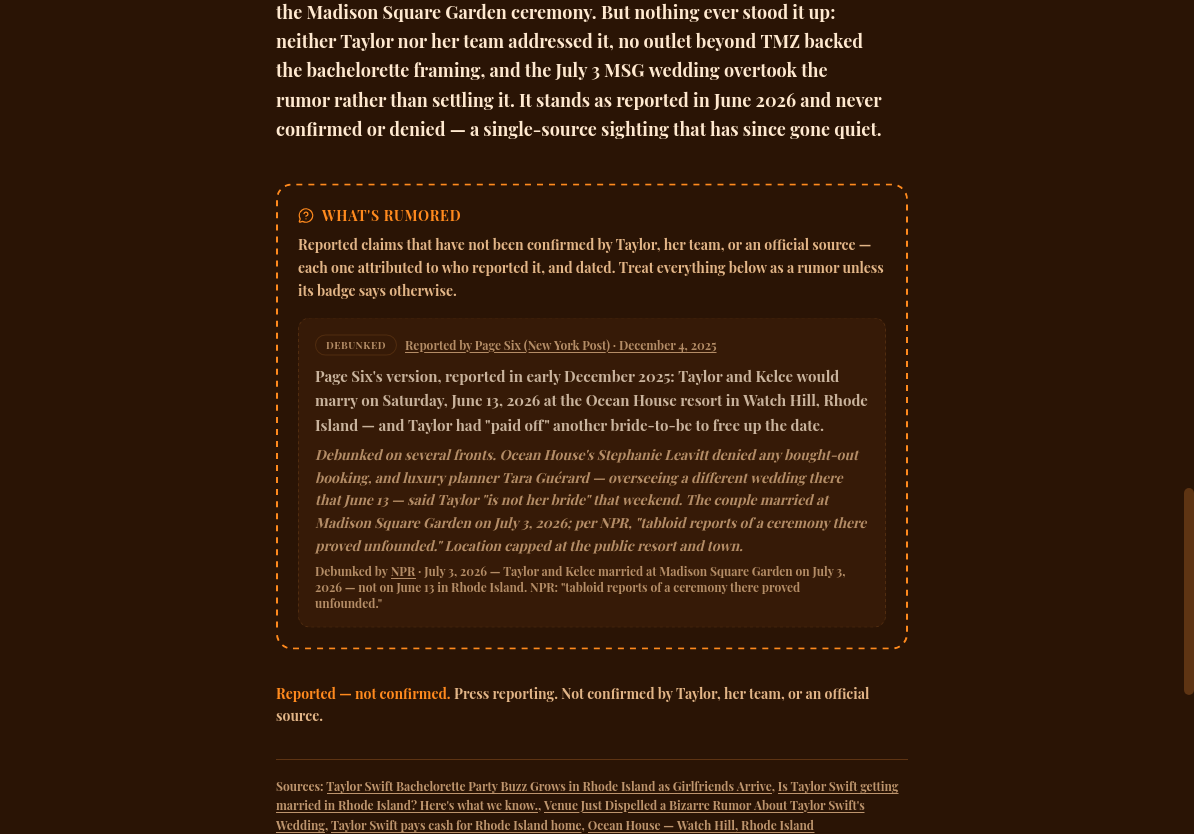 the Madison Square Garden ceremony. But nothing ever stood it up:
neither Taylor nor her team addressed it, no outlet beyond TMZ backed
the bachelorette framing, and the July 3 MSG wedding overtook the
rumor rather than settling it. It stands as reported in June 2026 and never
confirmed or denied — a single-source sighting that has since gone quiet.
WHAT'S RUMORED
Reported claims that have not been confirmed by Taylor, her team, or an official source —
each one attributed to who reported it, and dated. Treat everything below as a rumor unless
its badge says otherwise.
DEBUNKED Reported by Page Six (New York Post) · December 4, 2025
Page Six's version, reported in early December 2025: Taylor and Kelce would
marry on Saturday, June 13, 2026 at the Ocean House resort in Watch Hill, Rhode
Island — and Taylor had "paid off" another bride-to-be to free up the date.
Debunked on several fronts. Ocean House's Stephanie Leavitt denied any bought-out
booking, and luxury planner Tara Guérard — overseeing a different wedding there
that June 13 — said Taylor "is not her bride" that weekend. The couple married at
Madison Square Garden on July 3, 2026; per NPR, "tabloid reports of a ceremony there
proved unfounded." Location capped at the public resort and town.
Debunked by NPR · July 3, 2026 — Taylor and Kelce married at Madison Square Garden on July 3,
2026 — not on June 13 in Rhode Island. NPR: "tabloid reports of a ceremony there proved
unfounded."
Reported — not confirmed. Press reporting. Not confirmed by Taylor, her team, or an official
source.
Sources: Taylor Swift Bachelorette Party Buzz Grows in Rhode Island as Girlfriends Arrive, Is Taylor Swift getting
married in Rhode Island? Here's what we know., Venue Just Dispelled a Bizarre Rumor About Taylor Swift's
Wedding, Taylor Swift pays cash for Rhode Island home, Ocean House — Watch Hill, Rhode Island